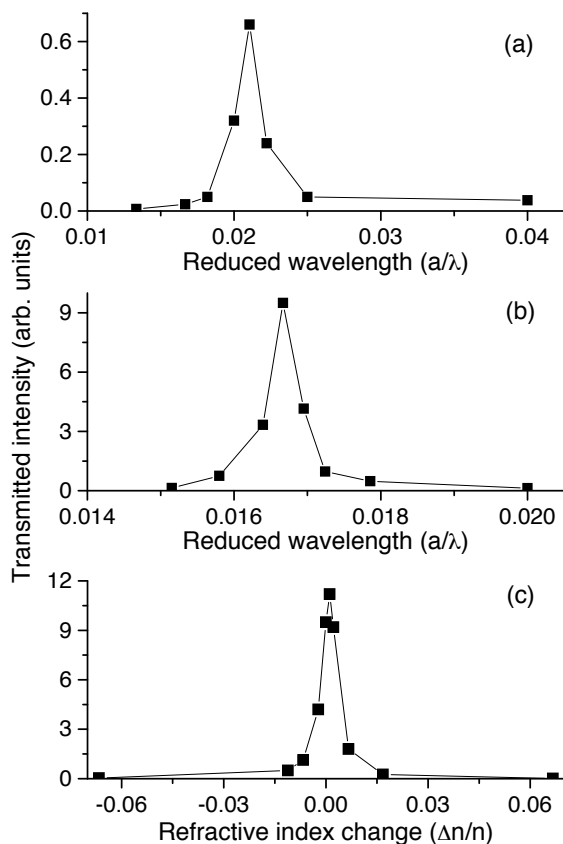 Transmitted intensity (arb. units)
(a)
0.6
0.4
0.2
0.0
0.01 0.02 0.03 0.04
Reduced wavelength (a/λ)
(b)
9
6
3
0
0.014 0.016 0.018 0.020
Reduced wavelength (a/λ)
(c)
12
9
6
3
0
-0.06 -0.03 0.00 0.03 0.06
Refractive index change (Δn/n)